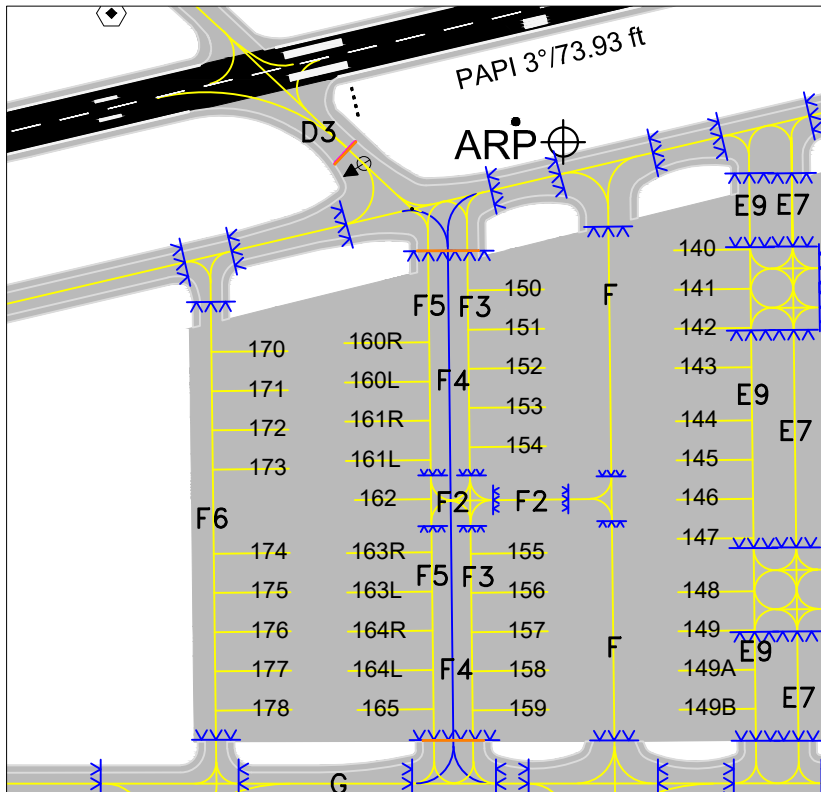 PAPI 3°/73.93 ft
D3
ARP
E9 E7
140
150 F 141
F5 F3
151 142
160R
170
152 143
160L F4
171 E9
153
161R 144
172 E7
154
161L 145
173
162 F2 F2 146
F6
147
174 163R 155
F5 F3
175 163L 156 148
176 164R 157 149
F E9
177 164L F4 158 149A
E7
178 165 159 149B
G